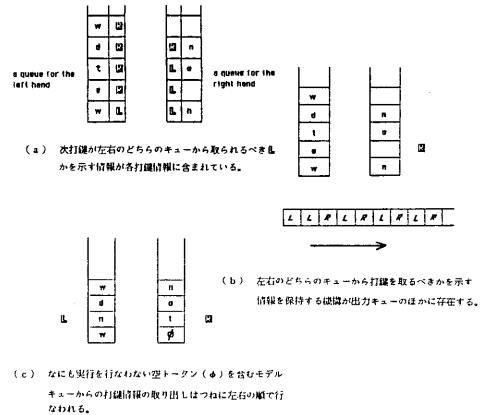 a queue for the
left hand
w R
d R
t R
w L
R n
L
L h
a queue for the
right hand
(a) 次打鍵が左右のどちらのキューから取られるべき
かを示す情報が各打鍵情報に含まれている。
w
d
t
w
n
n
L L R L R L R L R
(b) 左右のどちらのキューから打鍵を取るべきかを示す
情報を保持する機構が出力キューのほかに存在する。
L
w
d
n
w
n
t
ø
R
(c) なにも実行を行なわない空トークン(φ)を含むモデル
キューからの打鍵情報の取り出しはつねに左右の順で行
なわれる。